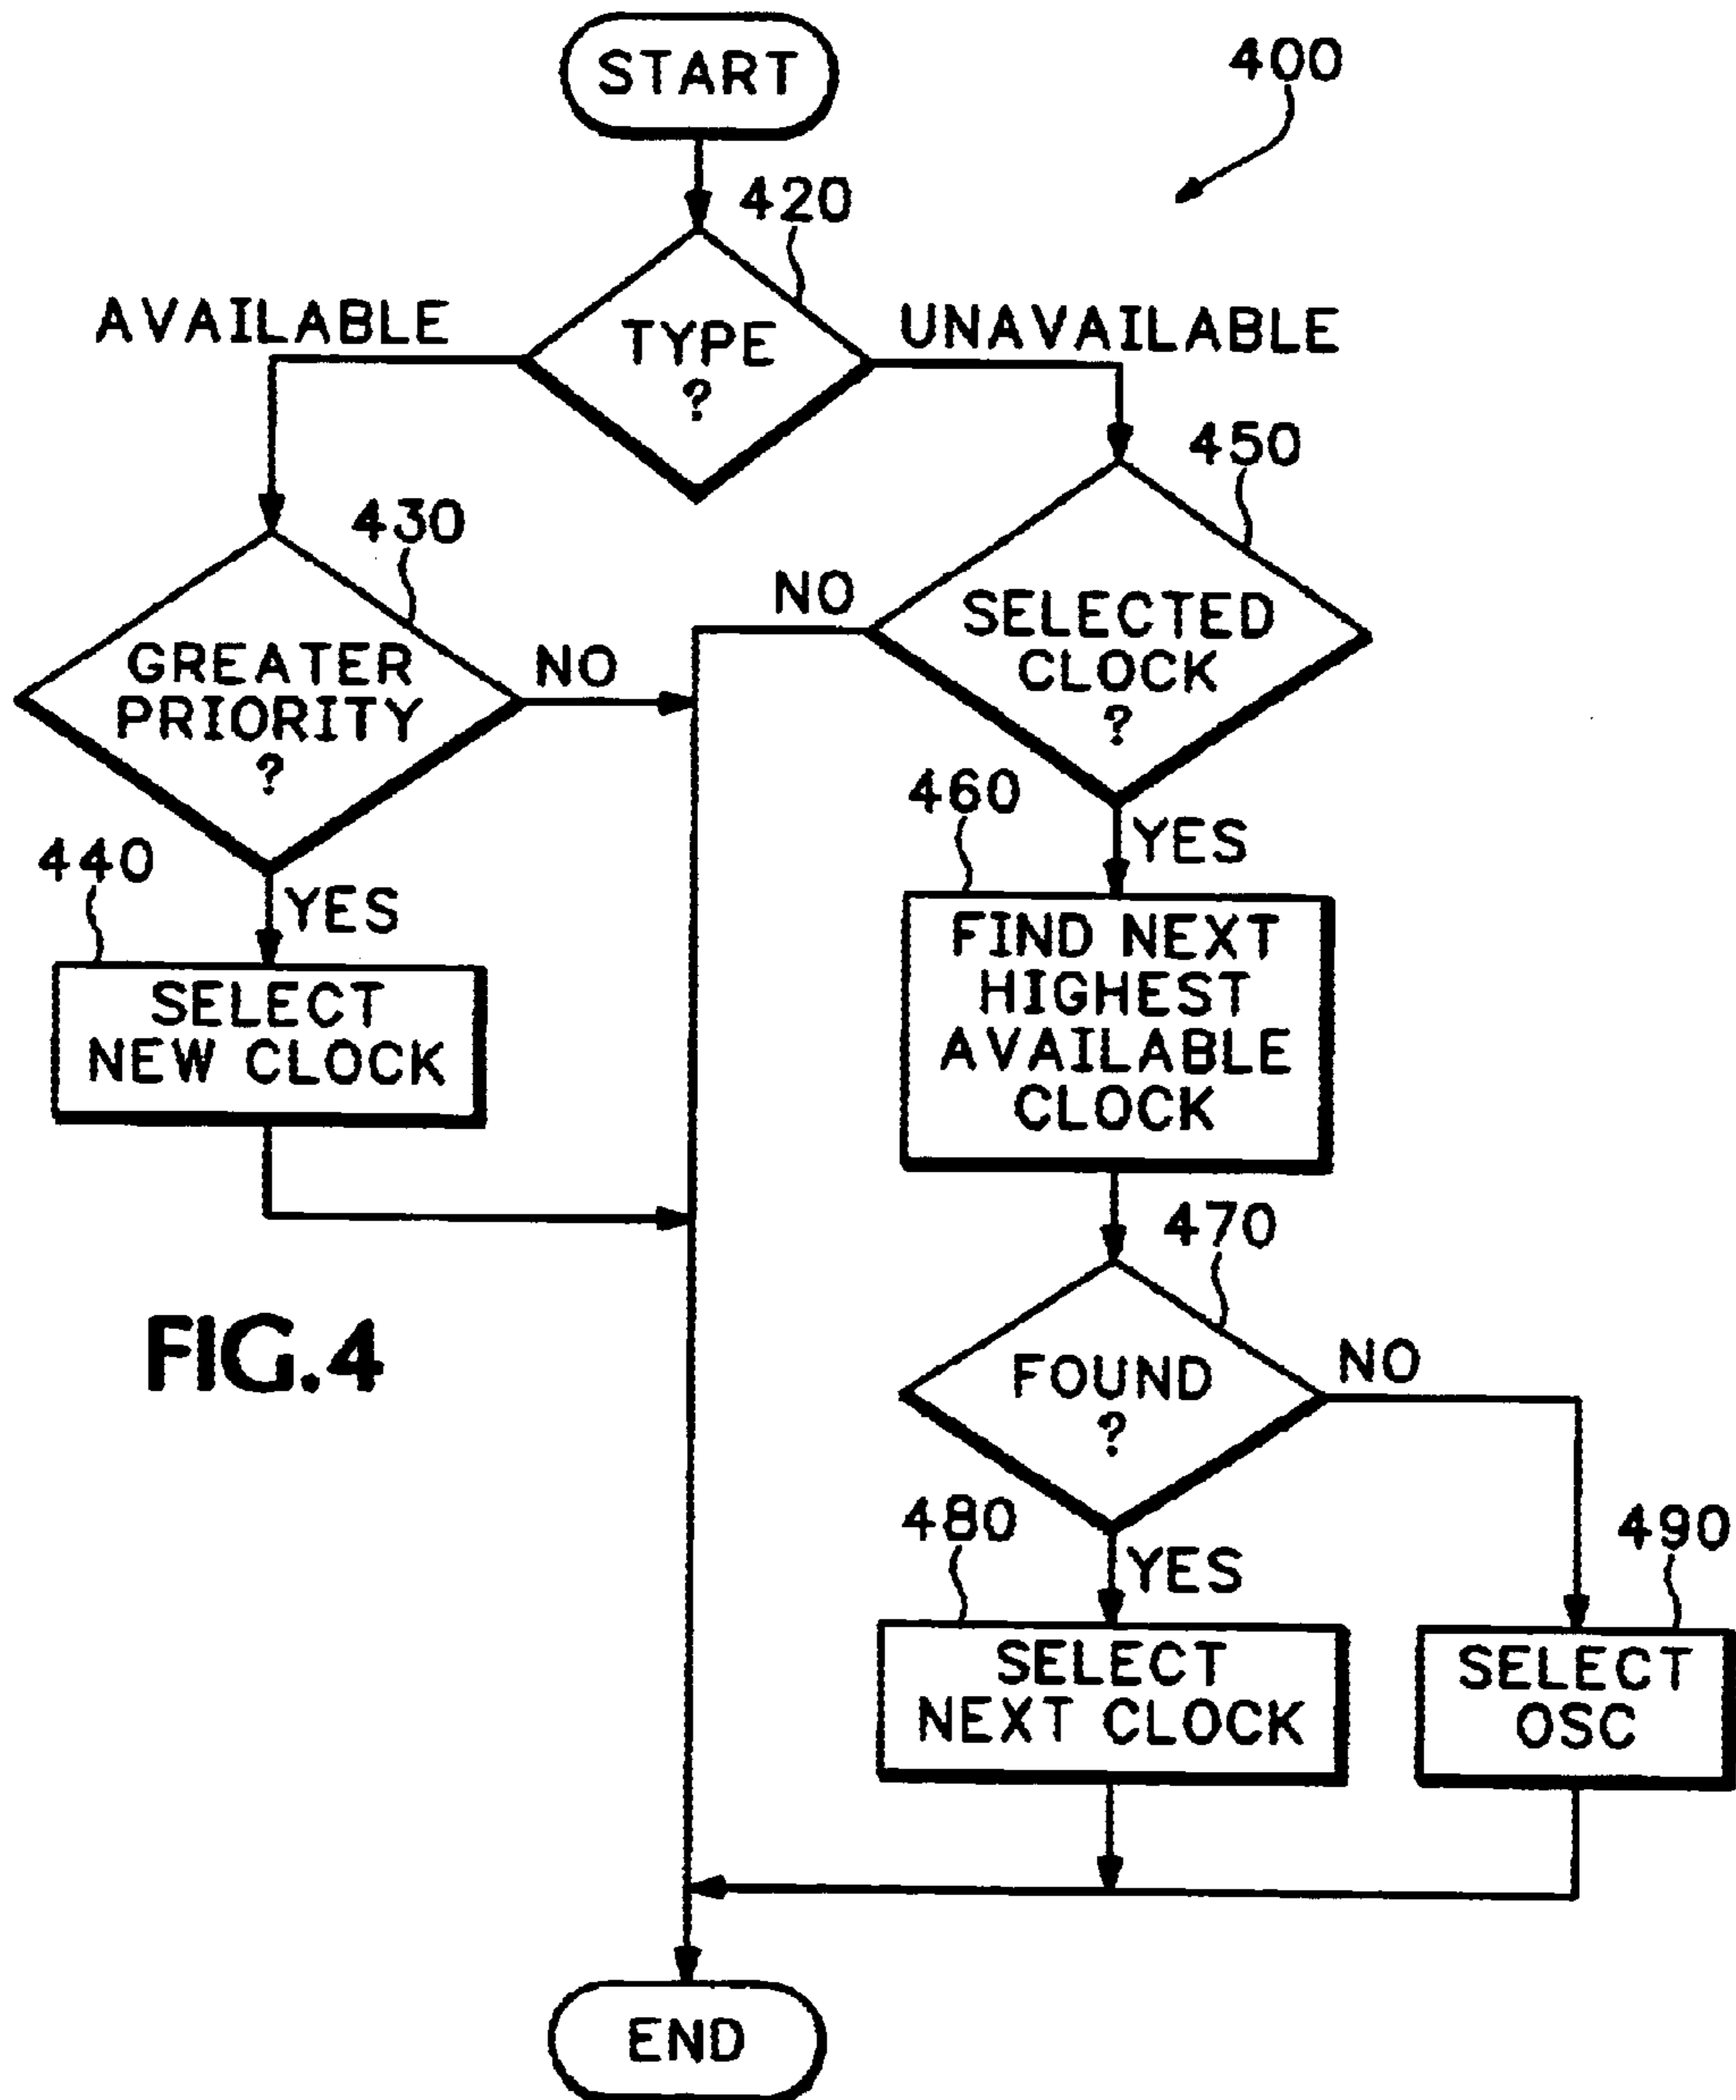 START
400
420
AVAILABLE
UNAVAILABLE
TYPE
?
450
430
NO
SELECTED
CLOCK
?
GREATER
PRIORITY
?
NO
460
YES
440
YES
FIND NEXT
HIGHEST
AVAILABLE
CLOCK
SELECT
NEW CLOCK
470
FIG.4
FOUND
?
NO
480
YES
490
SELECT
NEXT CLOCK
SELECT
OSC
END